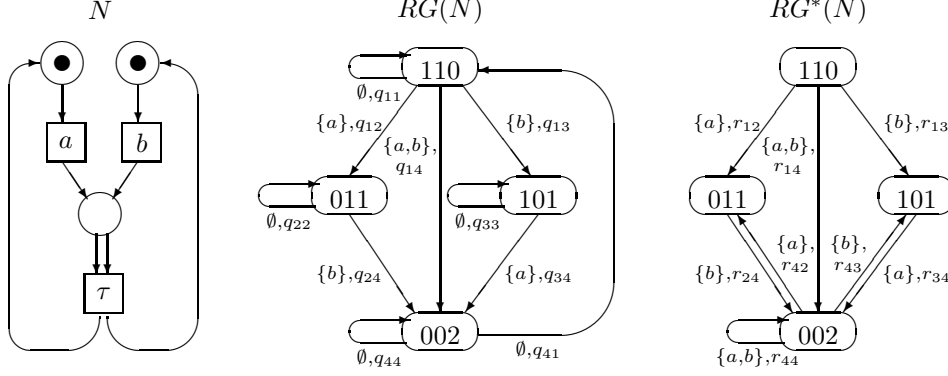 N
a
b
τ
RG(N)
110
∅,q₁₁
{a},q₁₂
{a,b},
q₁₄
{b},q₁₃
011
∅,q₂₂
101
∅,q₃₃
{b},q₂₄
{a},q₃₄
002
∅,q₄₄
∅,q₄₁
RG*(N)
110
{a},r₁₂
{a,b},
r₁₄
{b},r₁₃
011
101
{b},r₂₄
{a},
r₄₂
{b},
r₄₃
{a},r₃₄
002
{a,b},r₄₄